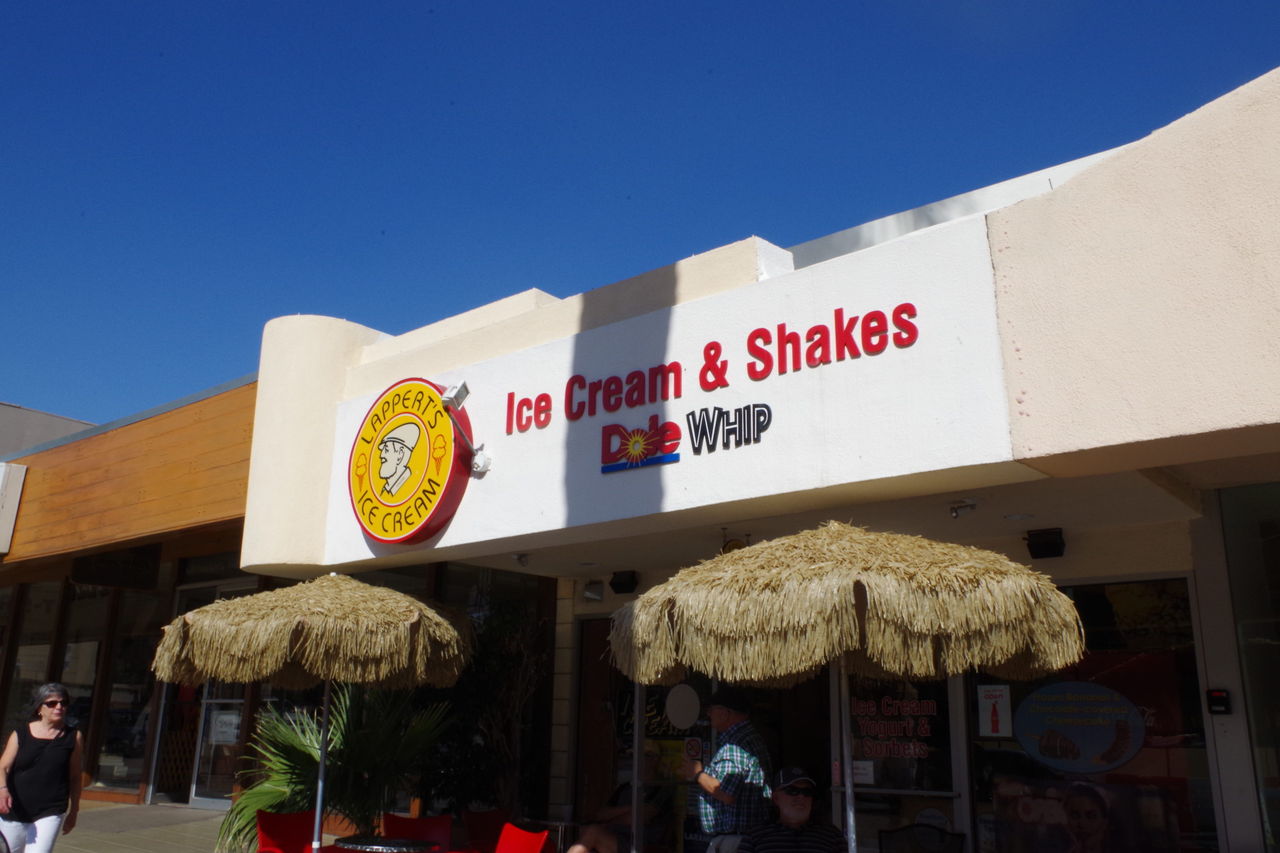 LAPPERT'S
ICE CREAM
Ice Cream & Shakes
Dole WHIP
Ice Cream
Yogurt &
Sorbets